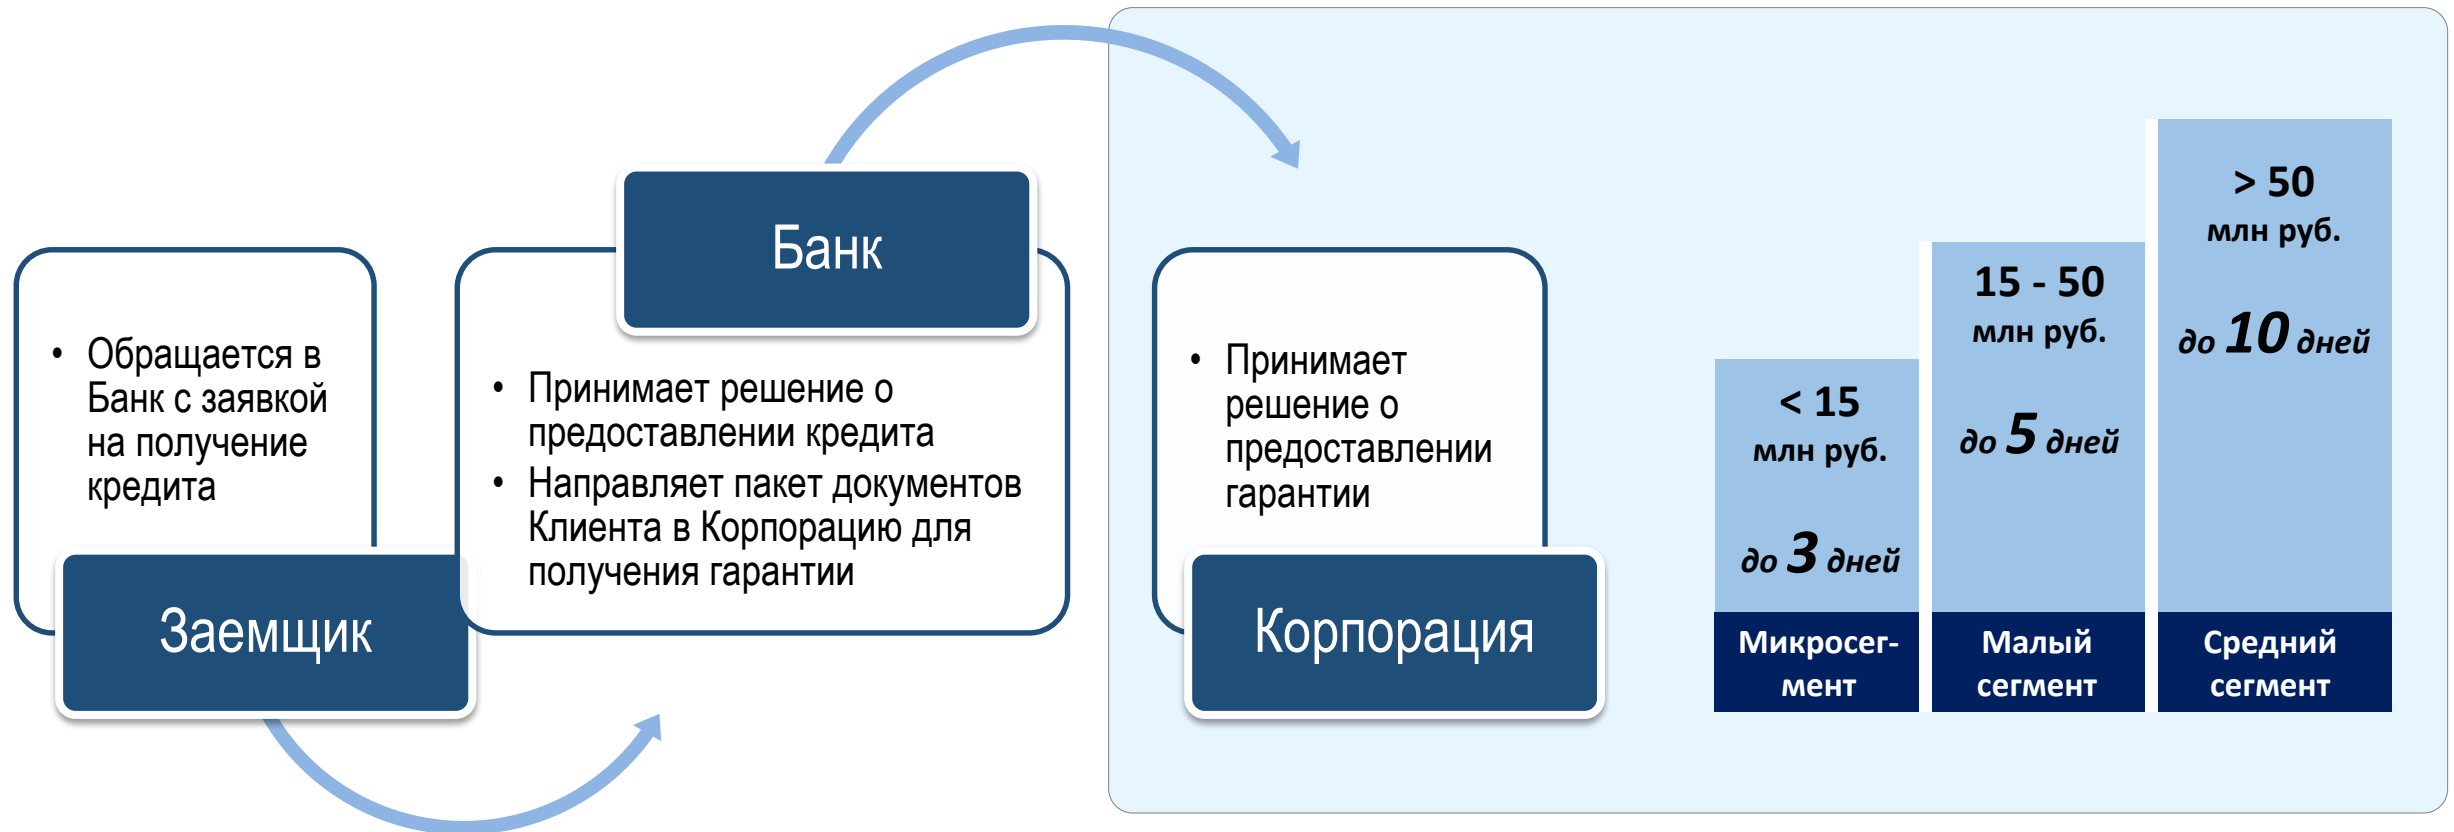 • Обращается в
Банк с заявкой
на получение
кредита
Заемщик
Банк
• Принимает решение о
предоставлении кредита
• Направляет пакет документов
Клиента в Корпорацию для
получения гарантии
• Принимает
решение о
предоставлении
гарантии
Корпорация
< 15
млн руб.
до 3 дней
Микросег-
мент
15 - 50
млн руб.
до 5 дней
Малый
сегмент
> 50
млн руб.
до 10 дней
Средний
сегмент